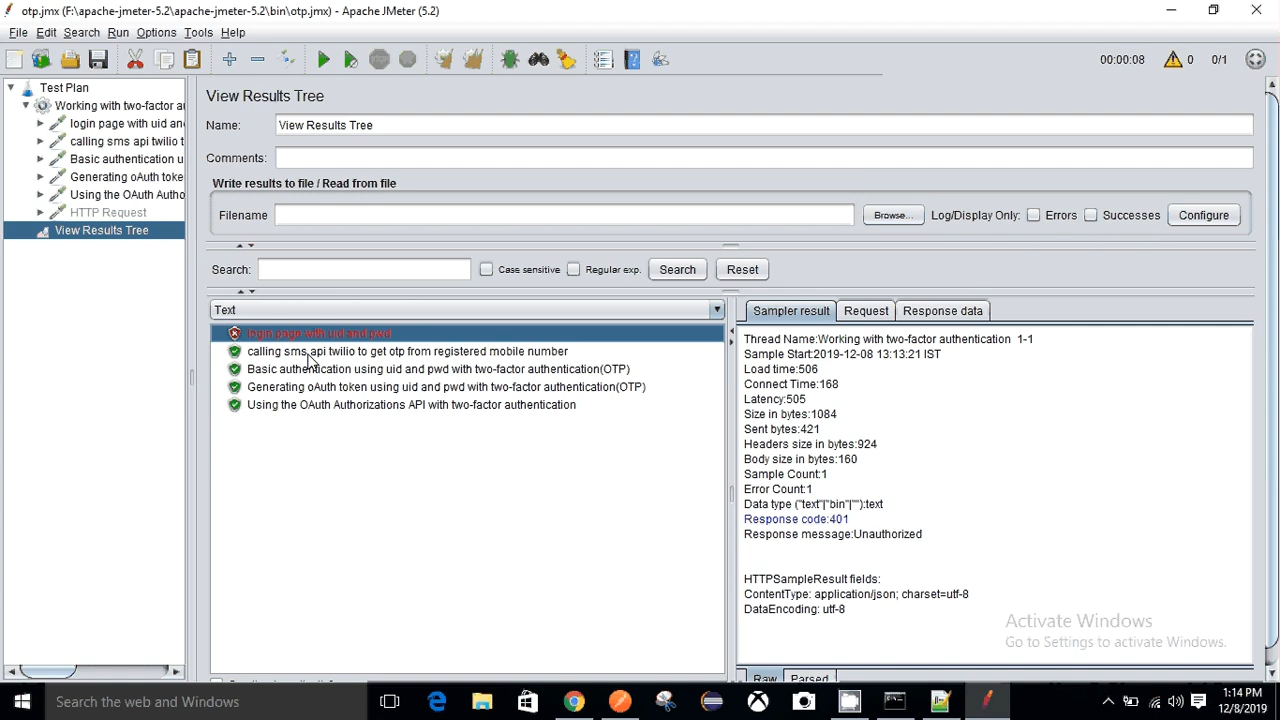 otp.jmx (F:\apache-jmeter-5.2\apache-jmeter-5.2\bin\otp.jmx) - Apache JMeter (5.2)
File Edit Search Run Options Tools Help
00:00:08 0 0/1
Test Plan
Working with two-factor a
login page with uid an
calling sms api twilio t
Basic authentication u
Generating oAuth toke
Using the OAuth Autho
HTTP Request
View Results Tree
View Results Tree
Name: View Results Tree
Comments:
Write results to file / Read from file
Filename Browse... Log/Display Only: Errors Successes Configure
Search: Case sensitive Regular exp. Search Reset
Text
login page with uid and pwd
calling sms api twilio to get otp from registered mobile number
Basic authentication using uid and pwd with two-factor authentication(OTP)
Generating oAuth token using uid and pwd with two-factor authentication(OTP)
Using the OAuth Authorizations API with two-factor authentication
Sampler result Request Response data
Thread Name:Working with two-factor authentication 1-1
Sample Start:2019-12-08 13:13:21 IST
Load time:506
Connect Time:168
Latency:505
Size in bytes:1084
Sent bytes:421
Headers size in bytes:924
Body size in bytes:160
Sample Count:1
Error Count:1
Data type ("text"|"bin"|""):text
Response code:401
Response message:Unauthorized
HTTPSampleResult fields:
ContentType: application/json; charset=utf-8
DataEncoding: utf-8
Activate Windows
Go to Settings to activate Windows.
Raw Parsed
Search the web and Windows
1:14 PM
12/8/2019